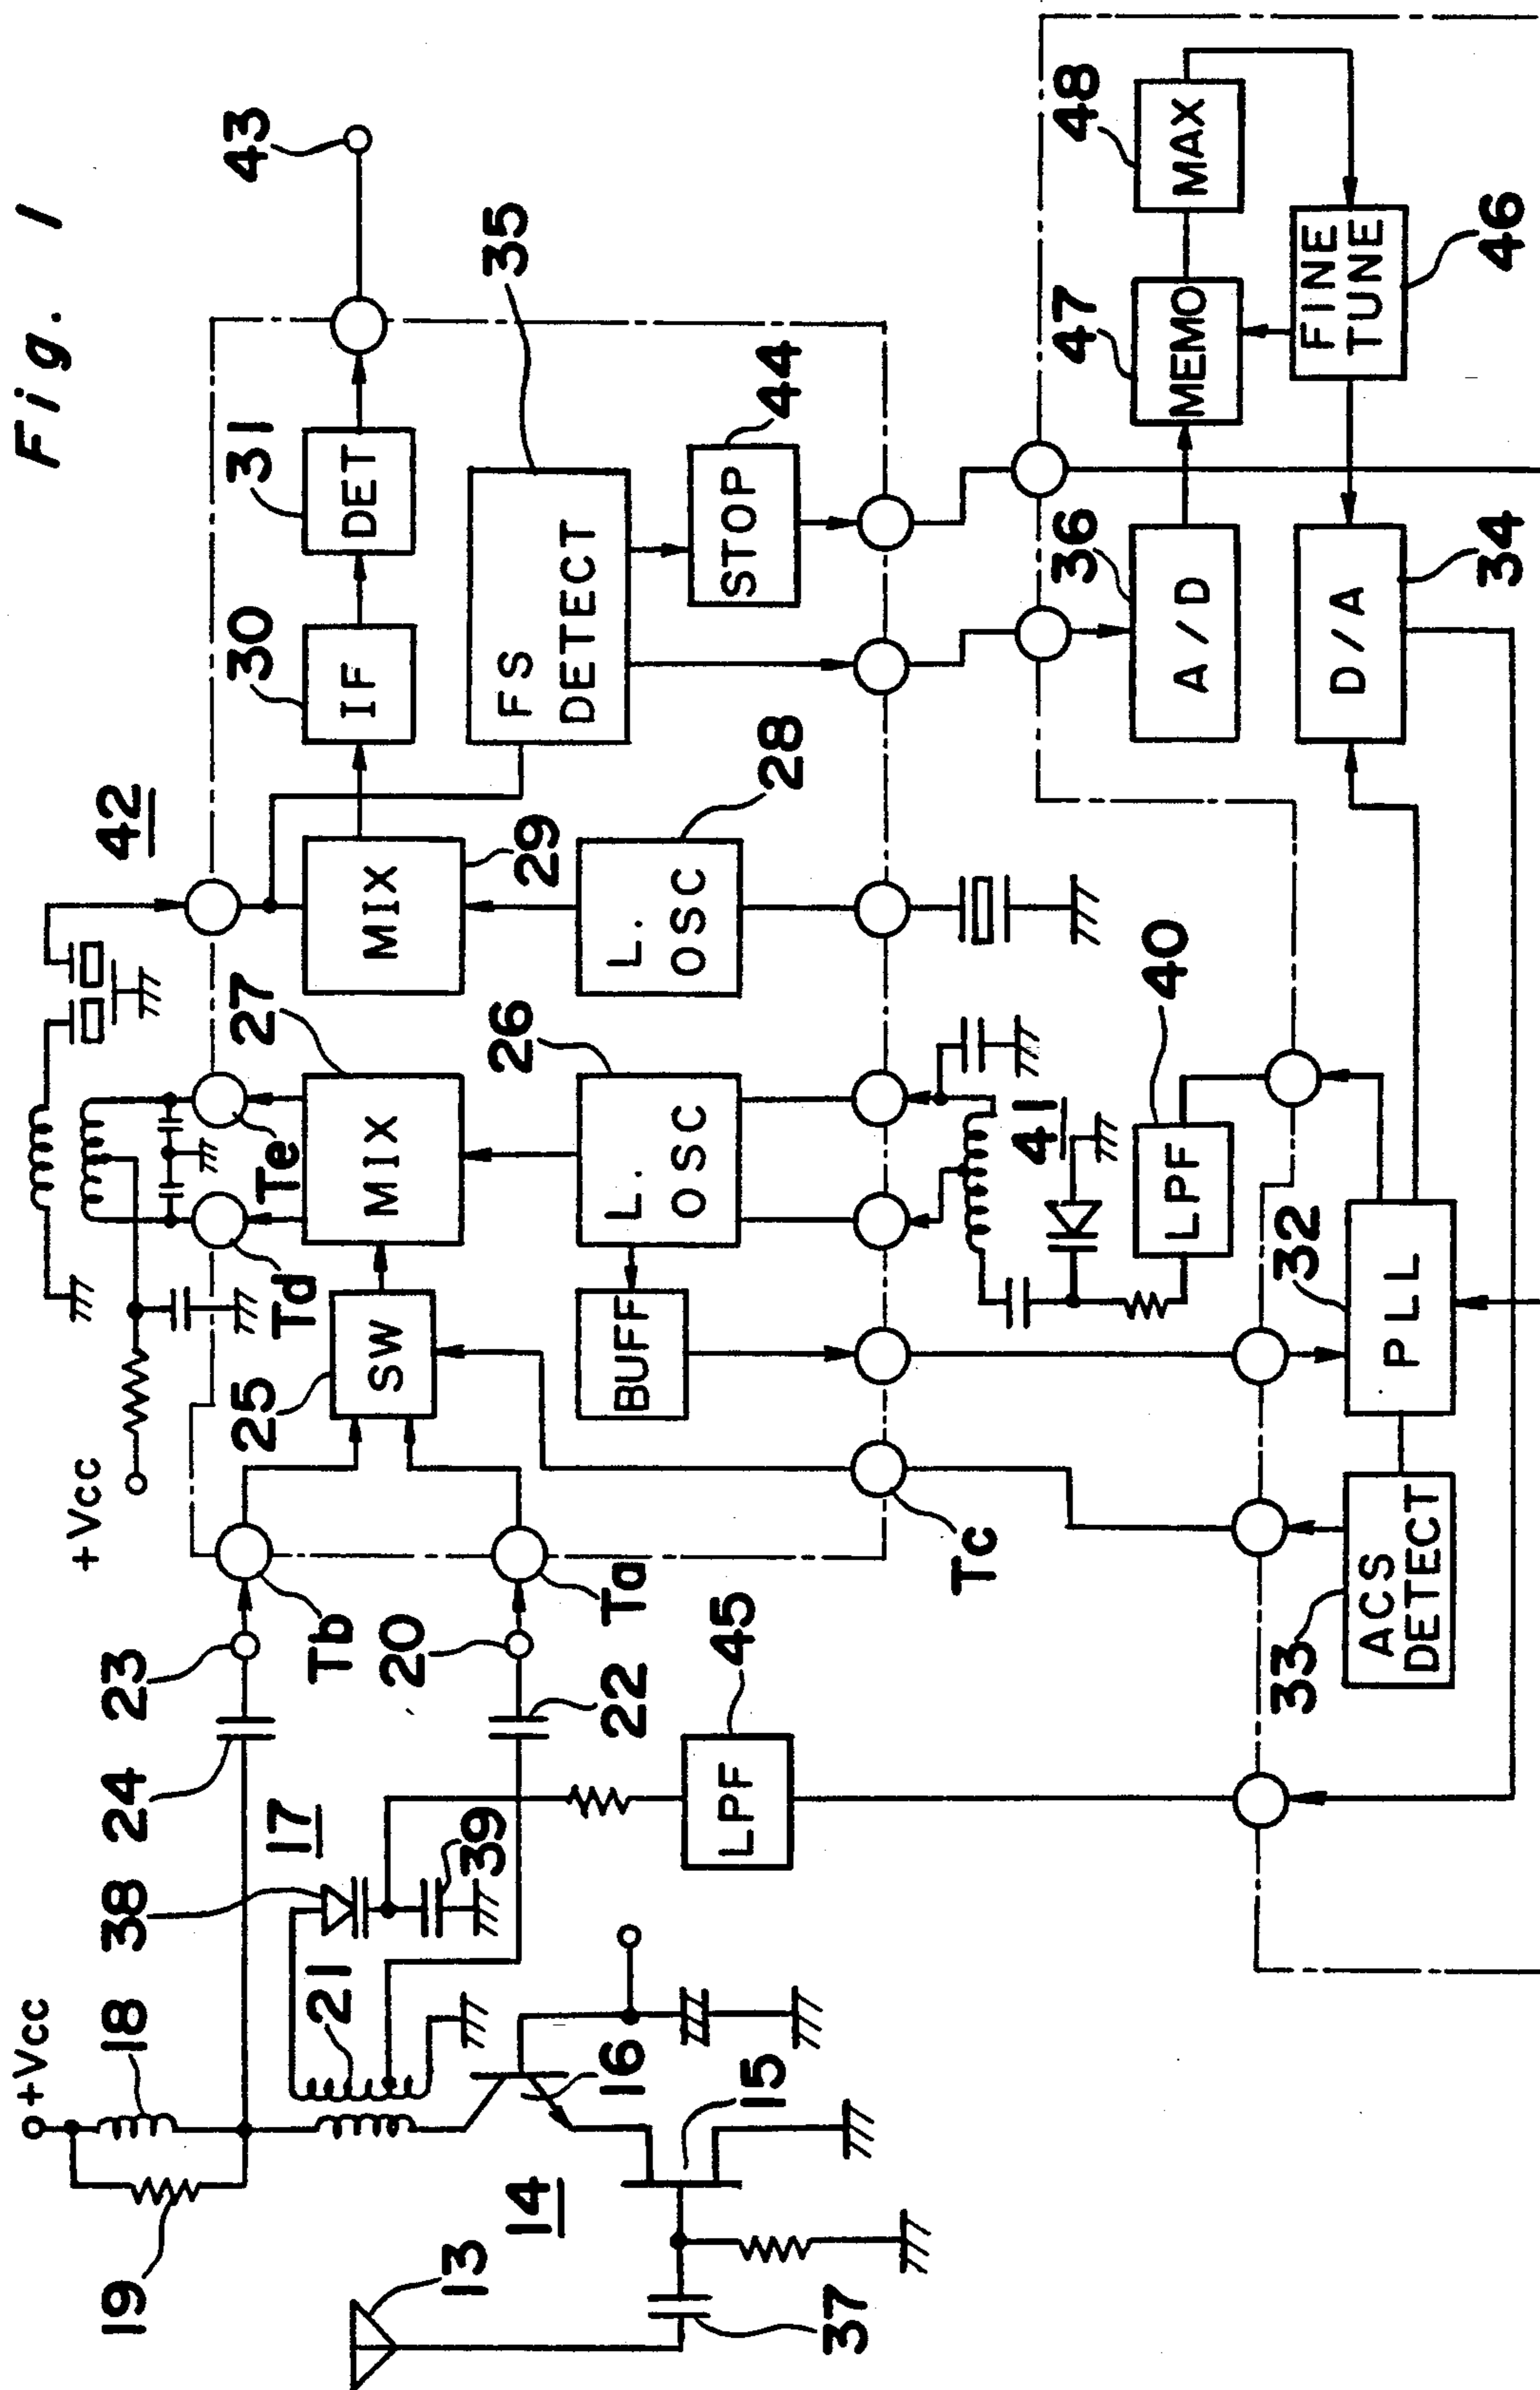 Fig. 1
+Vcc
18
19
+Vcc
42
43
24
23
38
17
25
27
30
31
21
Tb
Td
Te
SW
MIX
MIX
IF
DET
13
14
20
26
29
35
39
22
Ta
BUFF
L.
OSC
L.
OSC
FS
DETECT
16
15
45
28
44
LPF
STOP
37
Tc
41
40
36
47
48
LPF
A/D
MEMO
MAX
33
32
ACS
DETECT
PLL
D/A
FINE
TUNE
34
46